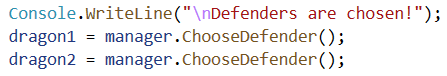 Console.WriteLine("\nDefenders are chosen!");
dragon1 = manager.ChooseDefender();
dragon2 = manager.ChooseDefender();